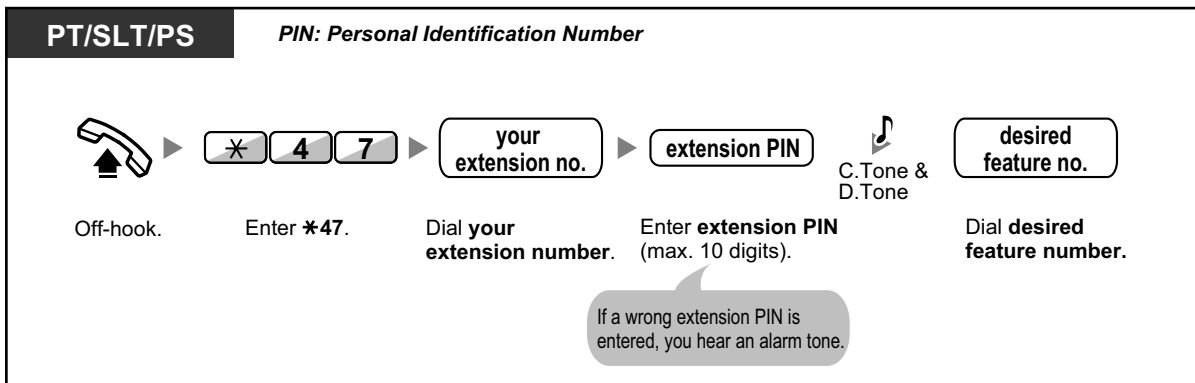 PT/SLT/PS
PIN: Personal Identification Number
✳ 4 7
your
extension no.
extension PIN
C.Tone &
D.Tone
desired
feature no.
Off-hook.
Enter ✳47.
Dial your
extension number.
Enter extension PIN
(max. 10 digits).
Dial desired
feature number.
If a wrong extension PIN is
entered, you hear an alarm tone.